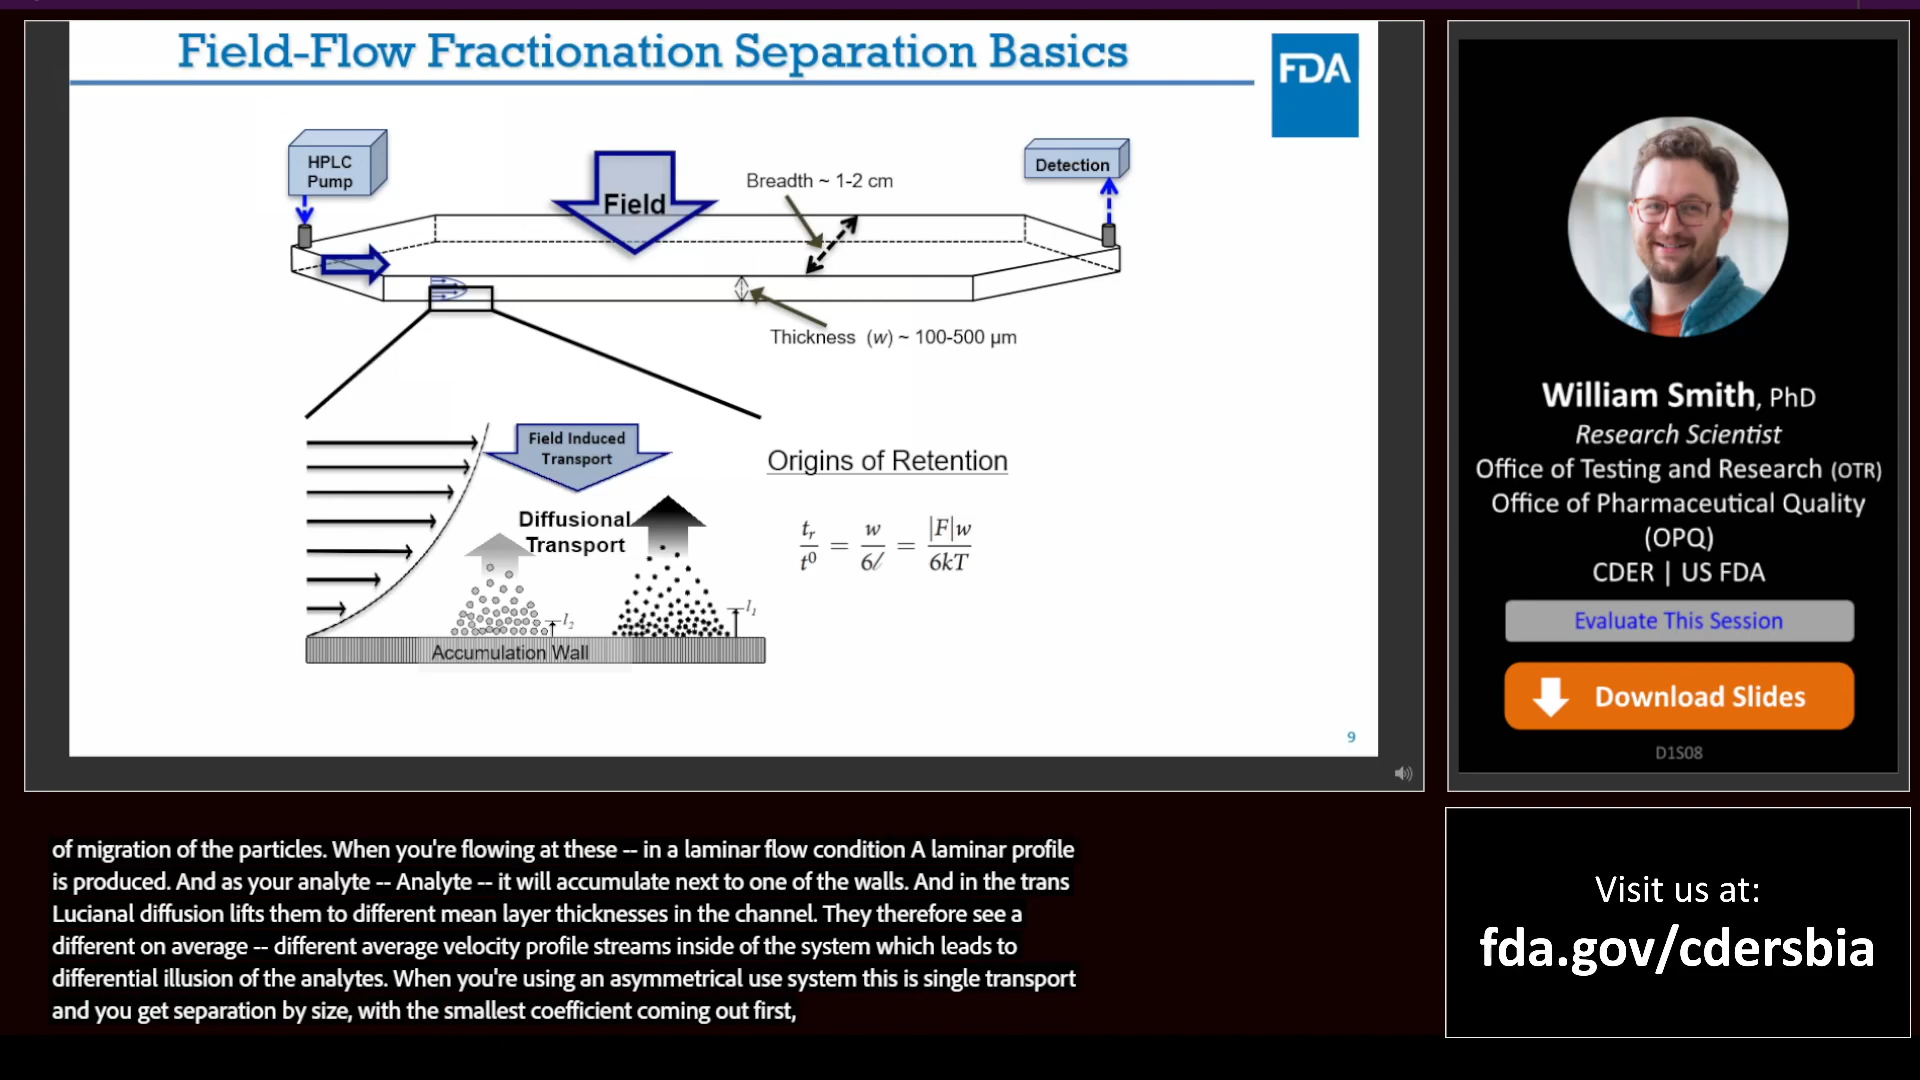 Field-Flow Fractionation Separation Basics
FDA
HPLC
Pump
Field
Breadth ~ 1-2 cm
Detection
Thickness (w) ~ 100-500 µm
Field Induced
Transport
Diffusional
Transport
l₂
l₁
Accumulation Wall
Origins of Retention
tᵣ/t⁰ = w/6ℓ = |F|w/6kT
9
William Smith, PhD
Research Scientist
Office of Testing and Research (OTR)
Office of Pharmaceutical Quality
(OPQ)
CDER | US FDA
Evaluate This Session
Download Slides
D1S08
of migration of the particles. When you're flowing at these -- in a laminar flow condition A laminar profile
is produced. And as your analyte -- Analyte -- it will accumulate next to one of the walls. And in the trans
Lucianal diffusion lifts them to different mean layer thicknesses in the channel. They therefore see a
different on average -- different average velocity profile streams inside of the system which leads to
differential illusion of the analytes. When you're using an asymmetrical use system this is single transport
and you get separation by size, with the smallest coefficient coming out first,
Visit us at:
fda.gov/cdersbia